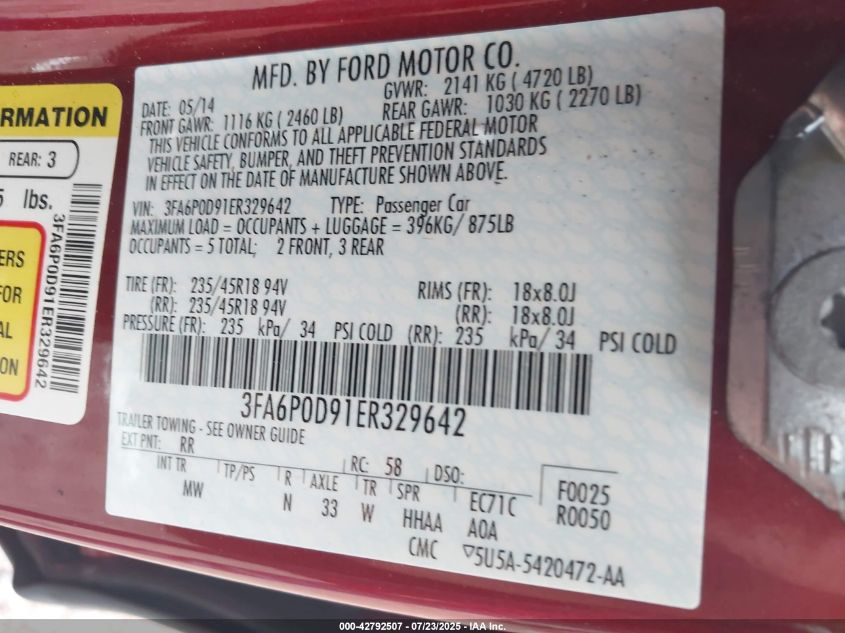 MFD. BY FORD MOTOR CO.
DATE: 05/14
GVWR: 2141 KG ( 4720 LB)
FRONT GAWR: 1116 KG ( 2460 LB)
REAR GAWR: 1030 KG ( 2270 LB)
THIS VEHICLE CONFORMS TO ALL APPLICABLE FEDERAL MOTOR
VEHICLE SAFETY, BUMPER, AND THEFT PREVENTION STANDARDS
IN EFFECT ON THE DATE OF MANUFACTURE SHOWN ABOVE.
VIN: 3FA6P0D91ER329642 TYPE: Passenger Car
MAXIMUM LOAD = OCCUPANTS + LUGGAGE = 396KG/ 875LB
OCCUPANTS = 5 TOTAL; 2 FRONT, 3 REAR
TIRE (FR): 235/45R18 94V RIMS (FR): 18x8.0J
(RR): 235/45R18 94V (RR): 18x8.0J
PRESSURE (FR): 235 kPa/ 34 PSI COLD (RR): 235 kPa/ 34 PSI COLD
3FA6P0D91ER329642
TRAILER TOWING - SEE OWNER GUIDE
EXT PNT: RR RC: 58 DSO:
INT TR TP/PS R AXLE TR SPR EC71C F0025
MW N 33 W HHAA AOA R0050
CMC ▽5U5A-5420472-AA
RMATION
REAR: 3
5 lbs.
ERS
FOR
AL
ON
3FA6P0D91ER329642
000-42792507 / 07/23/2025 - IAA Inc.